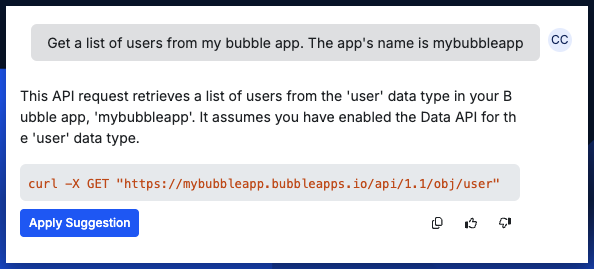 Get a list of users from my bubble app. The app's name is mybubbleapp
CC
This API request retrieves a list of users from the 'user' data type in your B
ubble app, 'mybubbleapp'. It assumes you have enabled the Data API for th
e 'user' data type.
curl -X GET "https://mybubbleapp.bubbleapps.io/api/1.1/obj/user"
Apply Suggestion